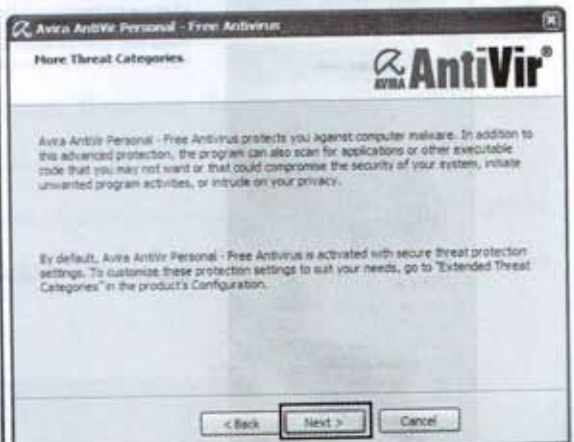 Avira AntiVir Personal - Free Antivirus
More Threat Categories
AVIRA AntiVir®
Avira AntiVir Personal - Free Antivirus protects you against computer malware. In addition to
this advanced protection, the program can also scan for applications or other executable
code that you may not want or that could compromise the security of your system, initiate
unwanted program activities, or intrude on your privacy.
By default, Avira AntiVir Personal - Free Antivirus is activated with secure threat protection
settings. To customize these protection settings to suit your needs, go to "Extended Threat
Categories" in the product's Configuration.
< Back
Next >
Cancel